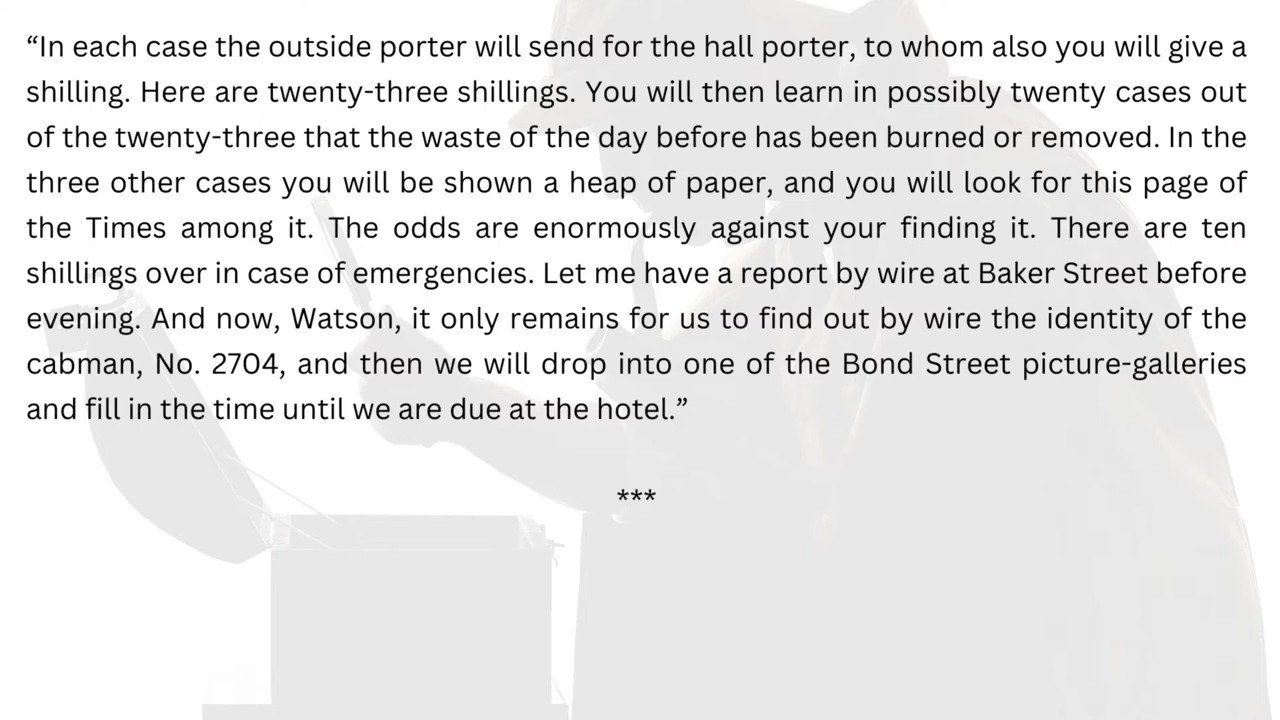 “In each case the outside porter will send for the hall porter, to whom also you will give a
shilling. Here are twenty-three shillings. You will then learn in possibly twenty cases out
of the twenty-three that the waste of the day before has been burned or removed. In the
three other cases you will be shown a heap of paper, and you will look for this page of
the Times among it. The odds are enormously against your finding it. There are ten
shillings over in case of emergencies. Let me have a report by wire at Baker Street before
evening. And now, Watson, it only remains for us to find out by wire the identity of the
cabman, No. 2704, and then we will drop into one of the Bond Street picture-galleries
and fill in the time until we are due at the hotel.”
***